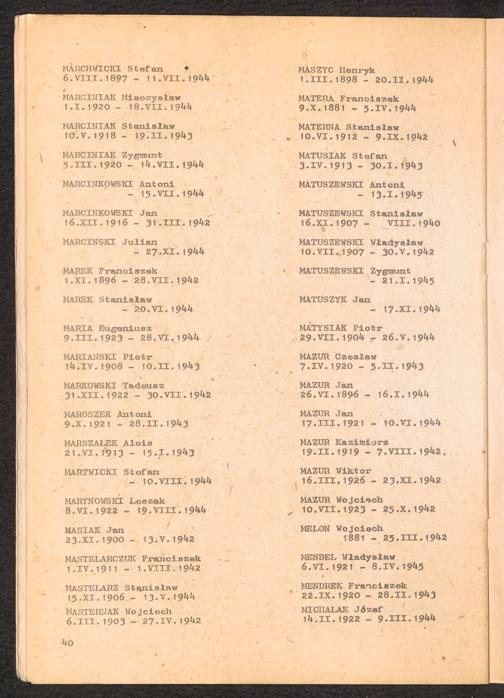 MARCHWICKI Stefan
6.VIII.1897 - 11.VII.1944
MARCINIAK Mieczysław
1.I.1920 - 18.VII.1944
MARCINIAK Stanisław
10.V.1918 - 19.II.1943
MARCINIAK Zygmunt
5.III.1920 - 14.VII.1944
MARCINKOWSKI Antoni
- 15.VII.1944
MARCINKOWSKI Jan
16.XII.1916 - 31.III.1942
MARCINSKI Julian
- 27.XI.1944
MAREK Franciszek
1.XI.1896 - 28.VII.1942
MAREK Stanisław
- 20.VI.1944
MARIA Eugeniusz
9.III.1923 - 28.VI.1944
MARIAŃSKI Piotr
14.IV.1908 - 10.II.1943
MARKOWSKI Tadeusz
31.XII.1922 - 30.VII.1942
MAROSZEK Antoni
9.X.1921 - 28.II.1943
MARSZAŁEK Alois
21.VI.1913 - 15.I.1943
MARTWICKI Stefan
- 10.VIII.1944
MARYNOWSKI Leszek
8.VI.1922 - 19.VIII.1944
MASIAK Jan
23.XI.1900 - 13.V.1942
MASTELARCZUK Franciszek
1.IV.1911 - 1.VIII.1942
MASTELARZ Stanisław
15.XI.1906 - 13.V.1944
MASTERNAK Wojciech
6.III.1903 - 27.IV.1942
40
MASZYC Henryk
1.III.1898 - 20.II.1944
MATERA Franciszek
9.X.1881 - 5.IV.1944
MATERNA Stanisław
10.VI.1912 - 9.IX.1942
MATUSIAK Stefan
3.IV.1913 - 30.I.1943
MATUSZEWSKI Antoni
- 13.I.1945
MATUSZEWSKI Stanisław
16.XI.1907 - VIII.1940
MATUSZEWSKI Władysław
10.VII.1907 - 30.V.1942
MATUSZEWSKI Zygmunt
- 21.I.1945
MATUSZYK Jan
- 17.XI.1944
MATYSIAK Piotr
29.VII.1904 - 26.V.1944
MAZUR Czesław
7.IV.1920 - 5.II.1943
MAZUR Jan
26.VI.1896 - 16.I.1944
MAZUR Jan
17.III.1921 - 10.VI.1944
MAZUR Kazimierz
19.II.1919 - 7.VIII.1942.
MAZUR Wiktor
16.III.1926 - 23.XI.1942
MAZUR Wojciech
10.VII.1923 - 25.X.1942
MELON Wojciech
1881 - 25.III.1942
MENDEL Władysław
6.VI.1921 - 8.IV.1945
MENDREK Franciszek
22.IX.1920 - 28.II.1943
MICHALAK Józef
14.II.1922 - 9.III.1944